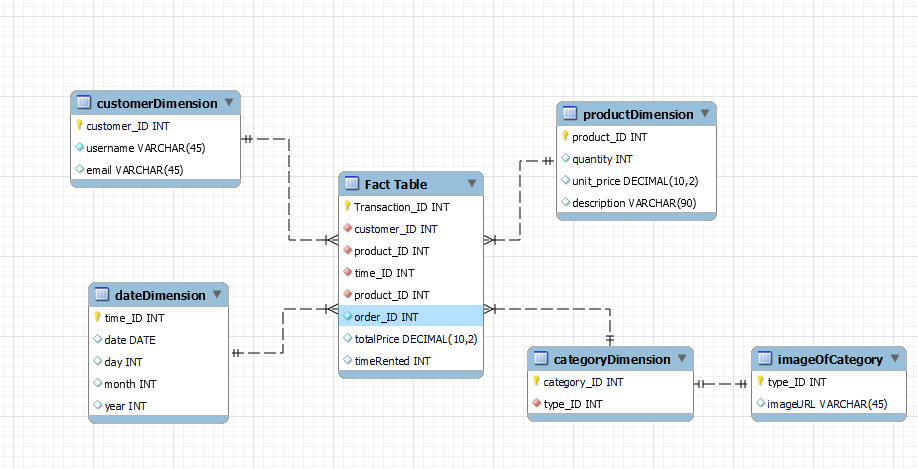 customerDimension
customer_ID INT
username VARCHAR(45)
email VARCHAR(45)
productDimension
product_ID INT
quantity INT
unit_price DECIMAL(10,2)
description VARCHAR(90)
Fact Table
Transaction_ID INT
customer_ID INT
product_ID INT
time_ID INT
product_ID INT
order_ID INT
totalPrice DECIMAL(10,2)
timeRented INT
dateDimension
time_ID INT
date DATE
day INT
month INT
year INT
categoryDimension
category_ID INT
type_ID INT
imageOfCategory
type_ID INT
imageURL VARCHAR(45)